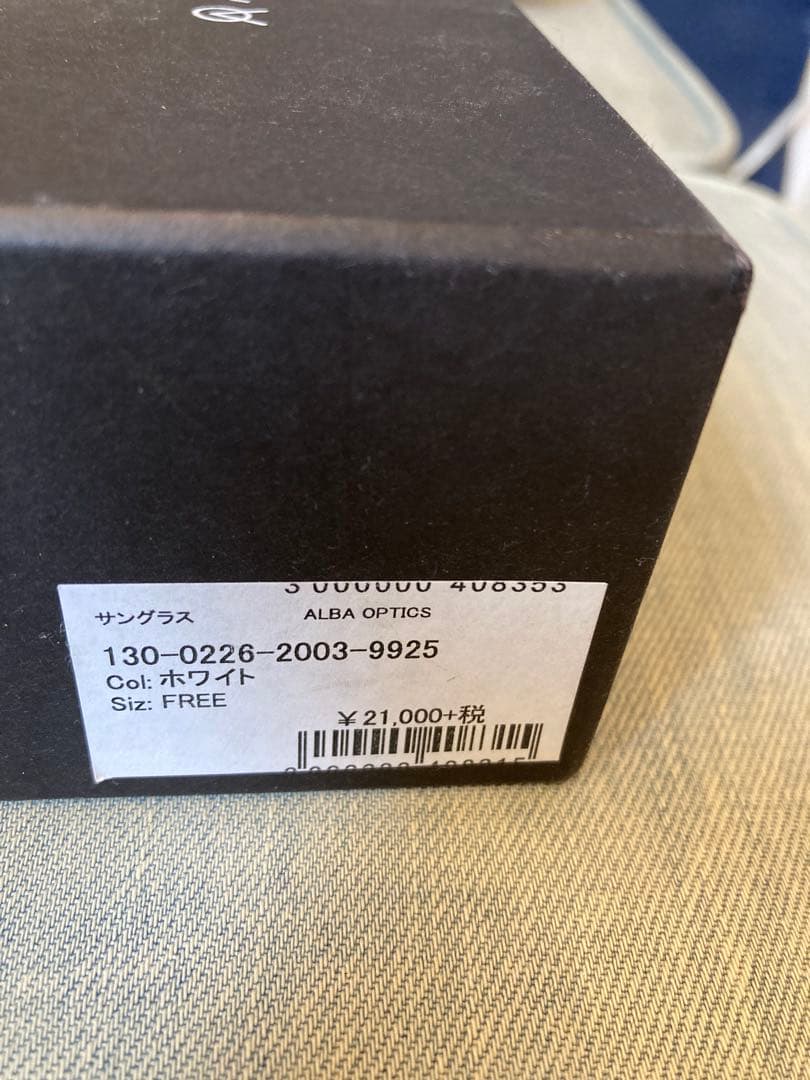 3 000000 408353
サングラス
ALBA OPTICS
130-0226-2003-9925
Col: ホワイト
Siz: FREE
¥ 21,000+税